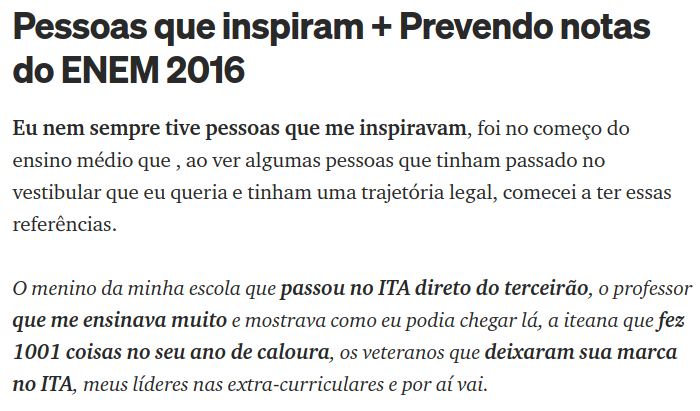 Pessoas que inspiram + Prevendo notas
do ENEM 2016
Eu nem sempre tive pessoas que me inspiravam, foi no começo do
ensino médio que , ao ver algumas pessoas que tinham passado no
vestibular que eu queria e tinham uma trajetória legal, comecei a ter essas
referências.
O menino da minha escola que passou no ITA direto do terceirão, o professor
que me ensinava muito e mostrava como eu podia chegar lá, a iteana que fez
1001 coisas no seu ano de caloura, os veteranos que deixaram sua marca
no ITA, meus líderes nas extra-curriculares e por aí vai.